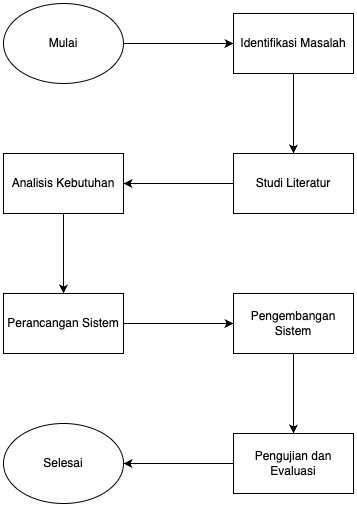 Mulai
Identifikasi Masalah
Studi Literatur
Analisis Kebutuhan
Perancangan Sistem
Pengembangan
Sistem
Pengujian dan
Evaluasi
Selesai